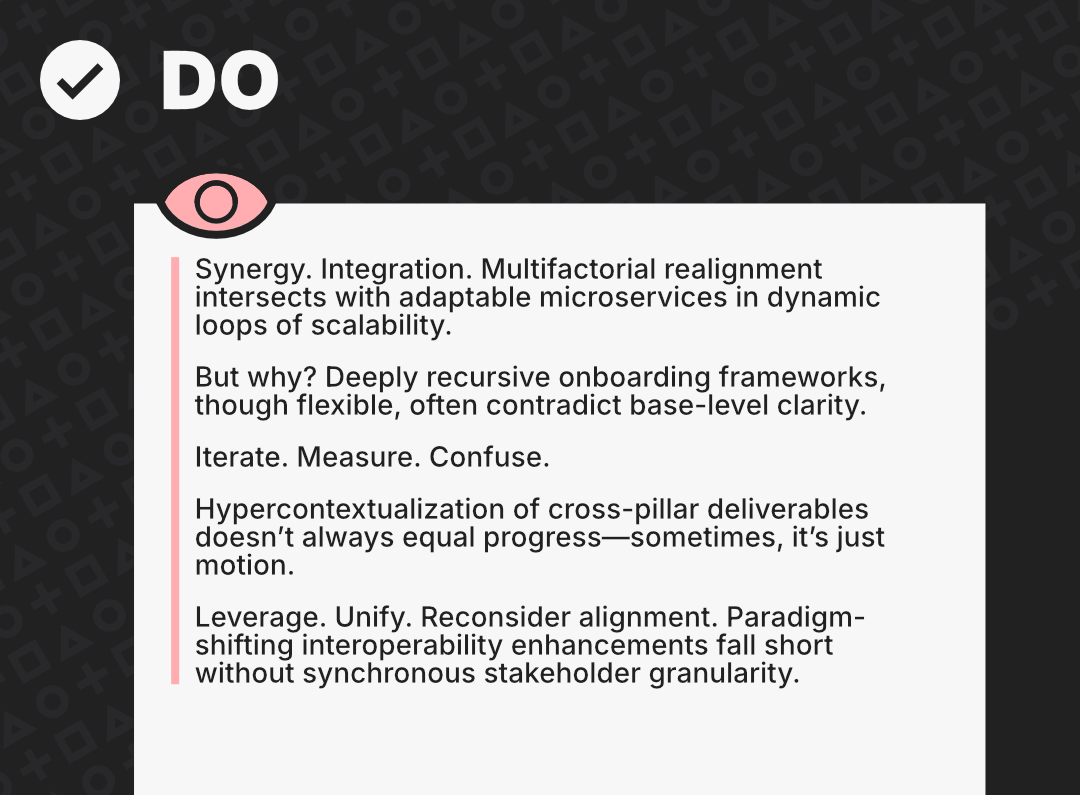 DO
Synergy. Integration. Multifactorial realignment
intersects with adaptable microservices in dynamic
loops of scalability.
But why? Deeply recursive onboarding frameworks,
though flexible, often contradict base-level clarity.
Iterate. Measure. Confuse.
Hypercontextualization of cross-pillar deliverables
doesn’t always equal progress—sometimes, it’s just
motion.
Leverage. Unify. Reconsider alignment. Paradigm-
shifting interoperability enhancements fall short
without synchronous stakeholder granularity.